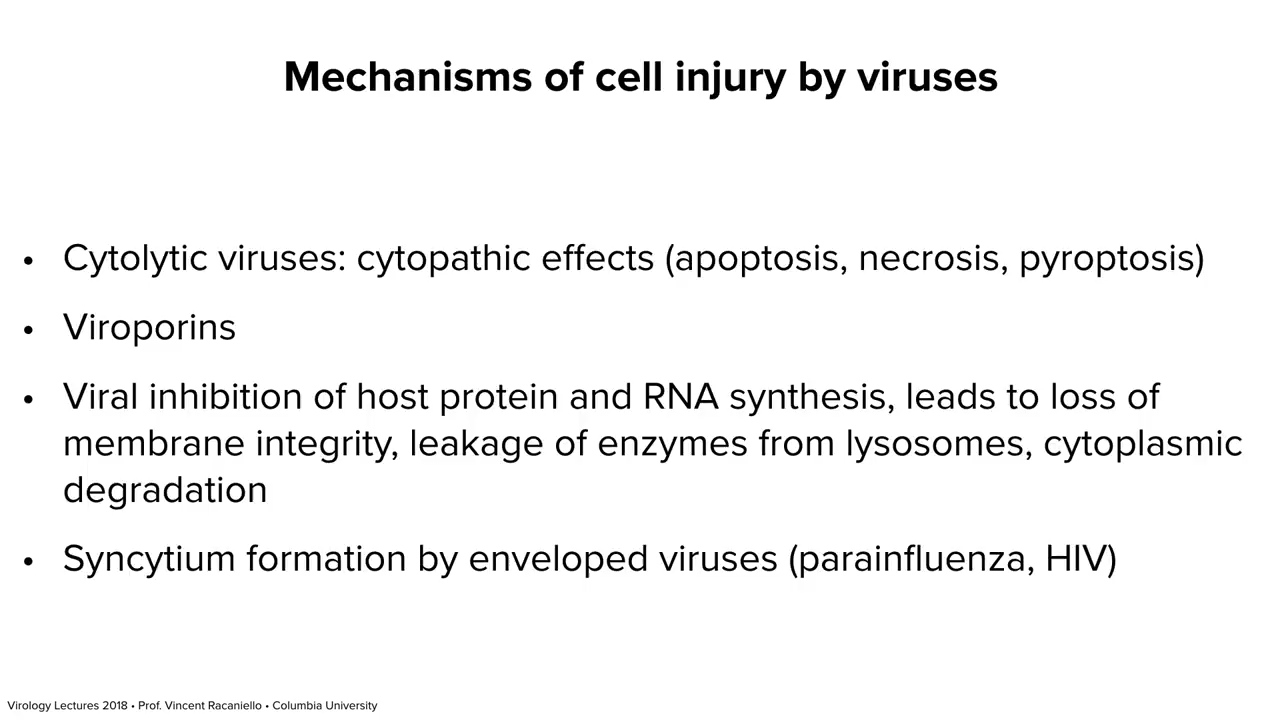 Mechanisms of cell injury by viruses
• Cytolytic viruses: cytopathic effects (apoptosis, necrosis, pyroptosis)
• Viroporins
• Viral inhibition of host protein and RNA synthesis, leads to loss of
membrane integrity, leakage of enzymes from lysosomes, cytoplasmic
degradation
• Syncytium formation by enveloped viruses (parainfluenza, HIV)
Virology Lectures 2018 • Prof. Vincent Racaniello • Columbia University